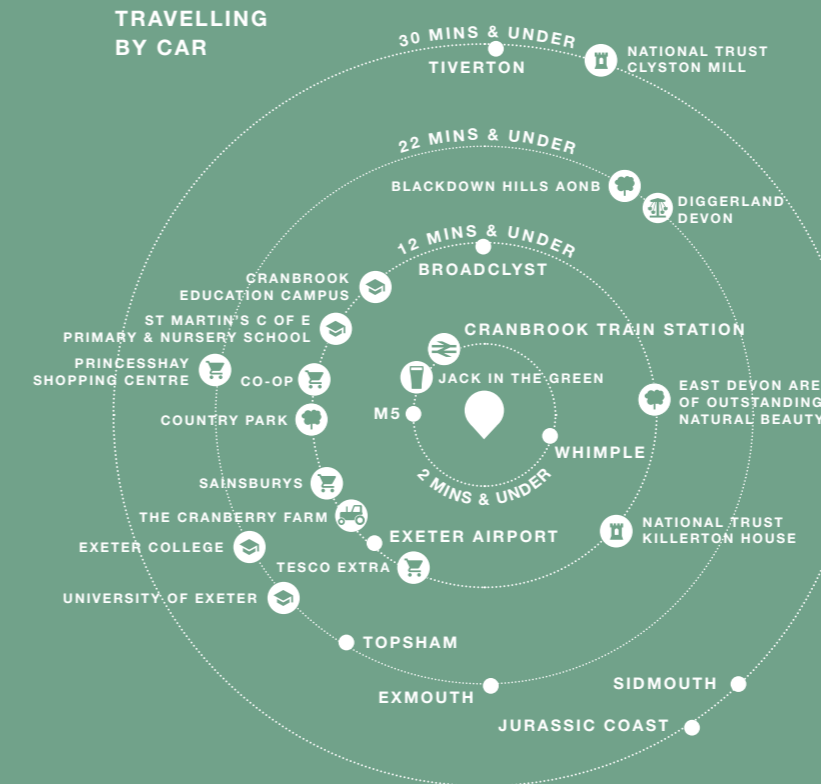 TRAVELLING
BY CAR
30 MINS & UNDER
TIVERTON
NATIONAL TRUST
CLYSTON MILL
22 MINS & UNDER
BLACKDOWN HILLS AONB
DIGGERLAND
DEVON
12 MINS & UNDER
BROADCLYST
CRANBROOK
EDUCATION CAMPUS
ST MARTIN'S C OF E
PRIMARY & NURSERY SCHOOL
CRANBROOK TRAIN STATION
PRINCESSHAY
SHOPPING CENTRE
CO-OP
JACK IN THE GREEN
EAST DEVON ARE
OF OUTSTANDING
NATURAL BEAUTY
COUNTRY PARK
M5
WHIMPLE
2 MINS & UNDER
SAINSBURYS
THE CRANBERRY FARM
NATIONAL TRUST
KILLERTON HOUSE
EXETER AIRPORT
EXETER COLLEGE
TESCO EXTRA
UNIVERSITY OF EXETER
TOPSHAM
EXMOUTH
SIDMOUTH
JURASSIC COAST